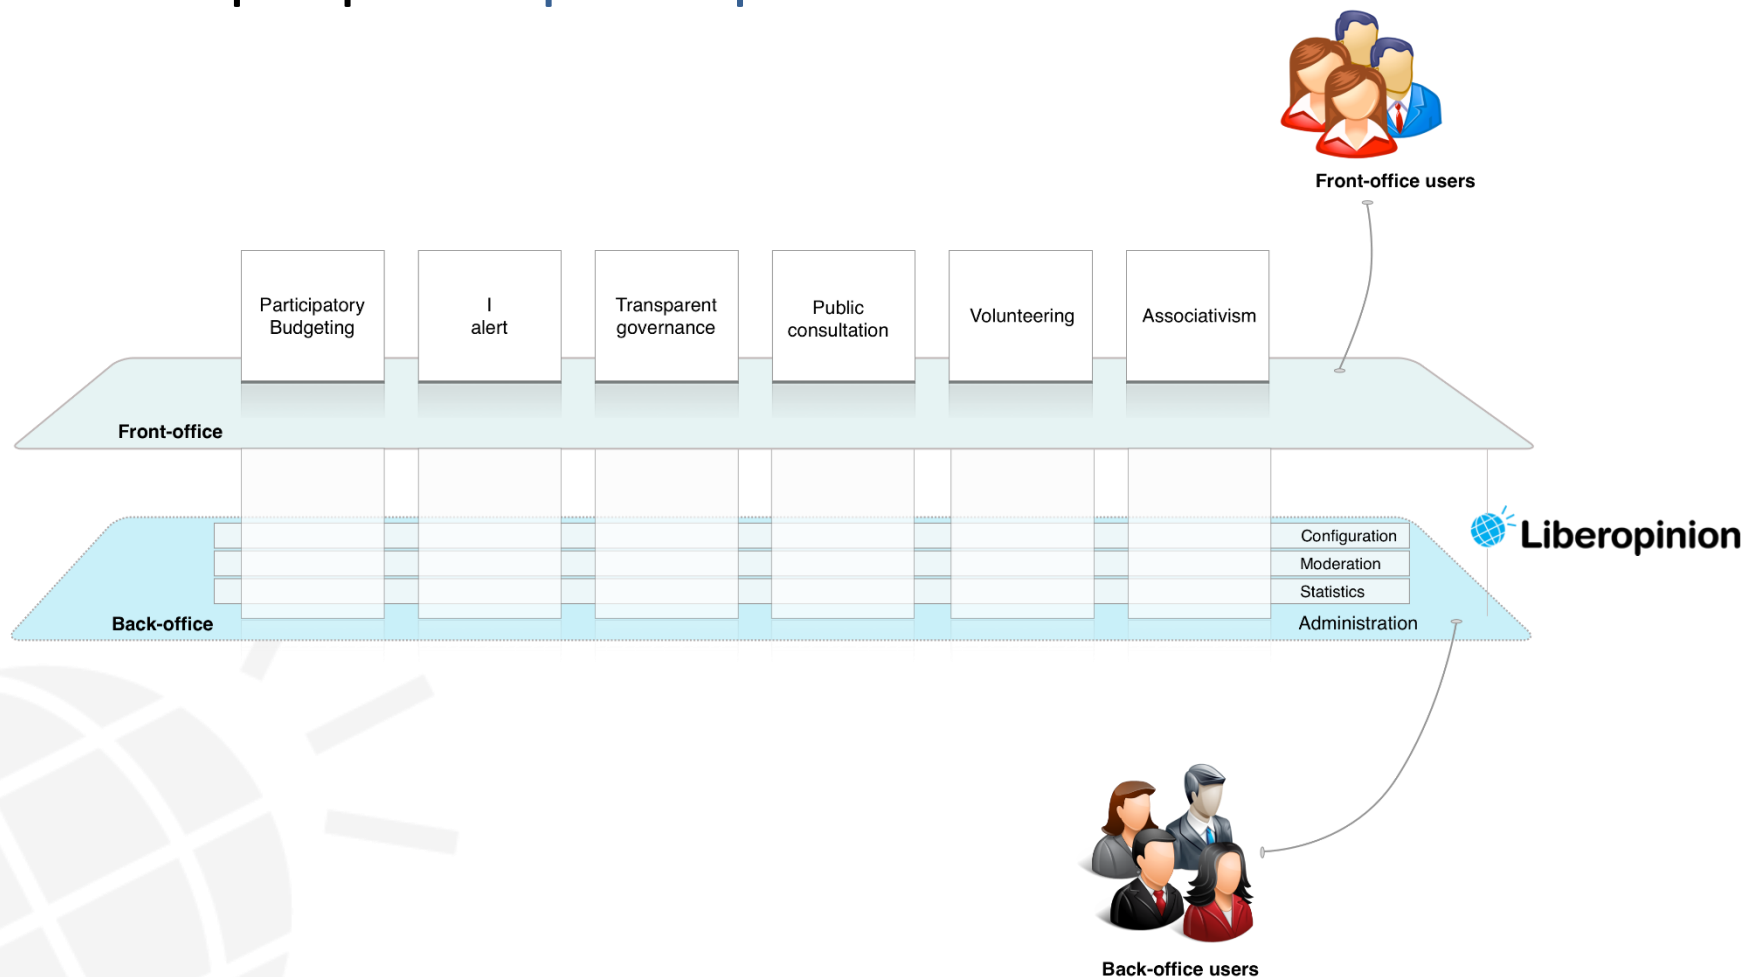 Front-office users
Participatory
Budgeting
I
alert
Transparent
governance
Public
consultation
Volunteering
Associativism
Front-office
Configuration
Moderation
Statistics
Liberopinion
Back-office
Administration
Back-office users